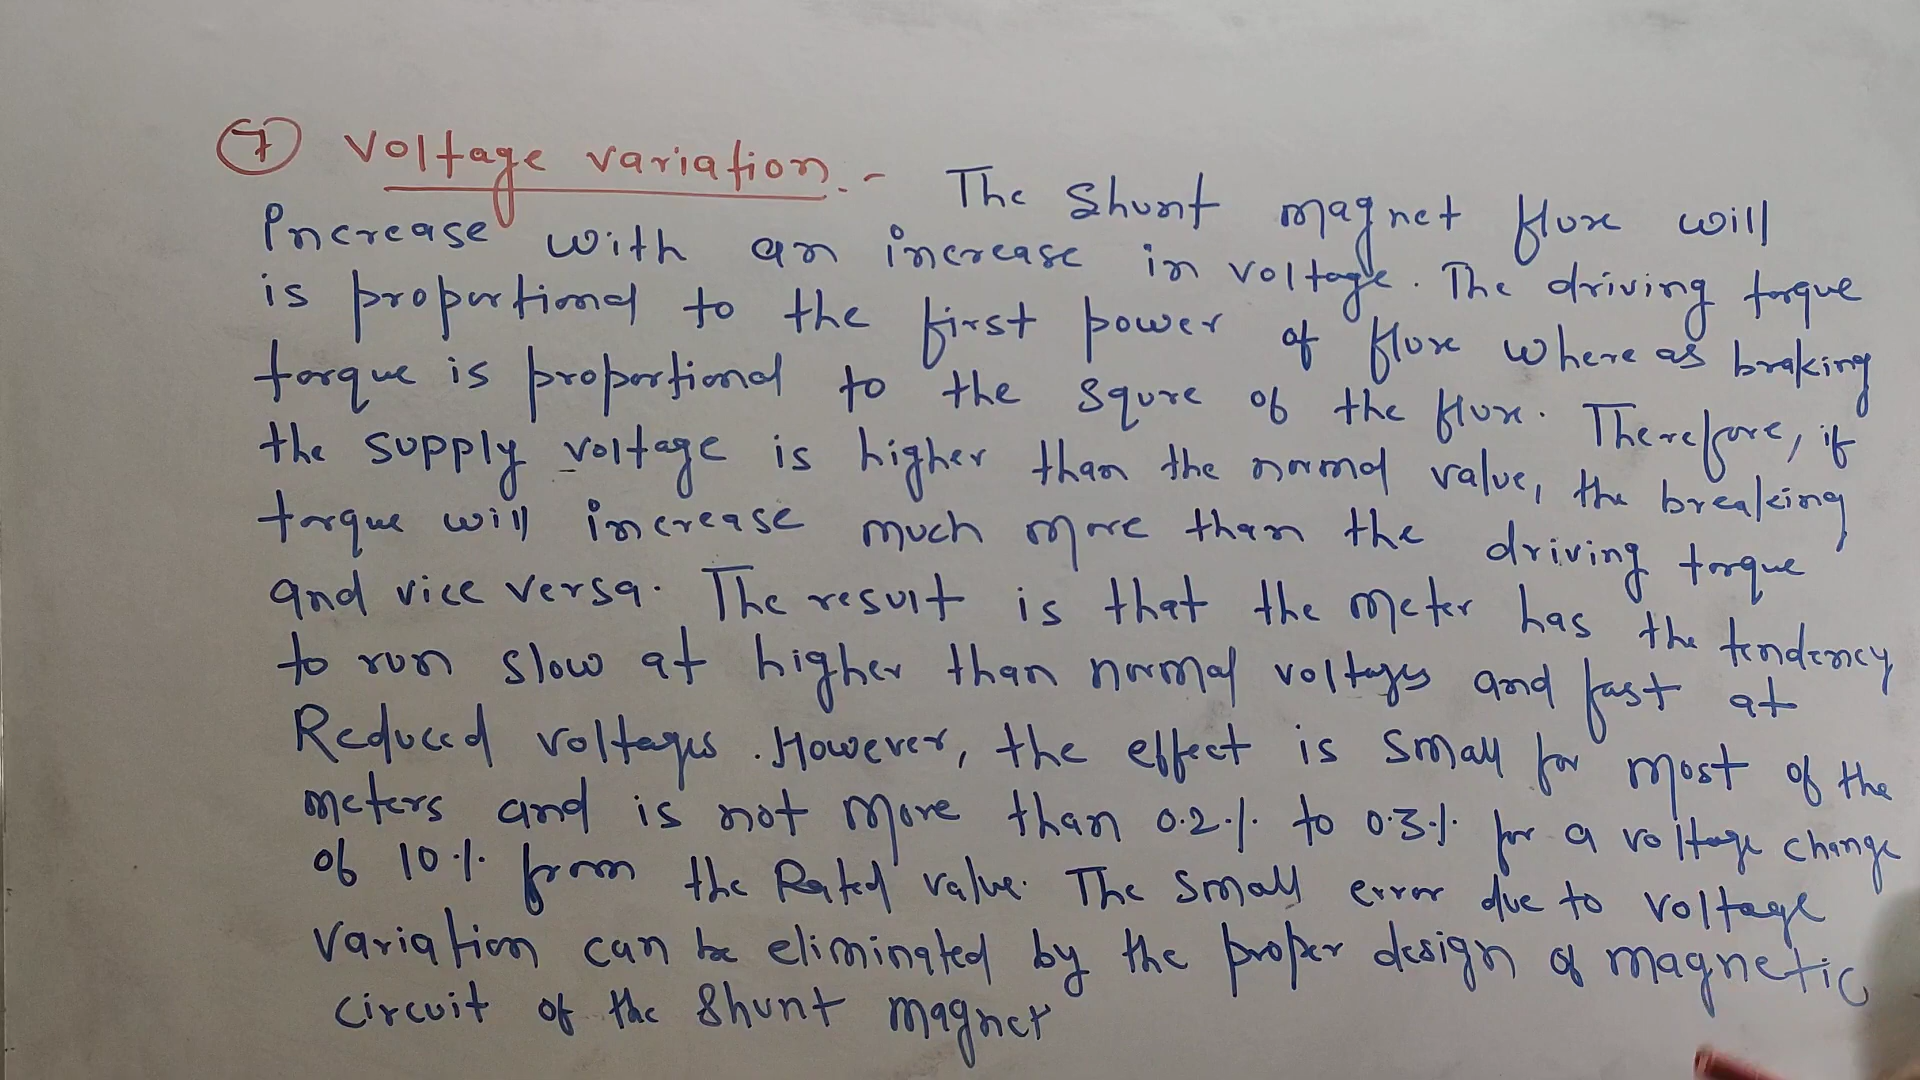 ⑦ Voltage variation.- The Shunt magnet flux will
Increase with an increase in voltage. The driving torque
is proportional to the first power of flux where as braking
torque is proportional to the squre of the flux. Therefore, if
the supply voltage is higher than the normal value, the breaking
torque will increase much more than the driving torque
and vice versa. The result is that the meter has the tendency
to run slow at higher than normal voltages and fast at
Reduced voltages. However, the effect is small for most of the
meters and is not more than 0.2% to 0.3% for a voltage change
of 10% from the Rated value. The small error due to voltage
variation can be eliminated by the proper design of magnetic
circuit of the Shunt magnet